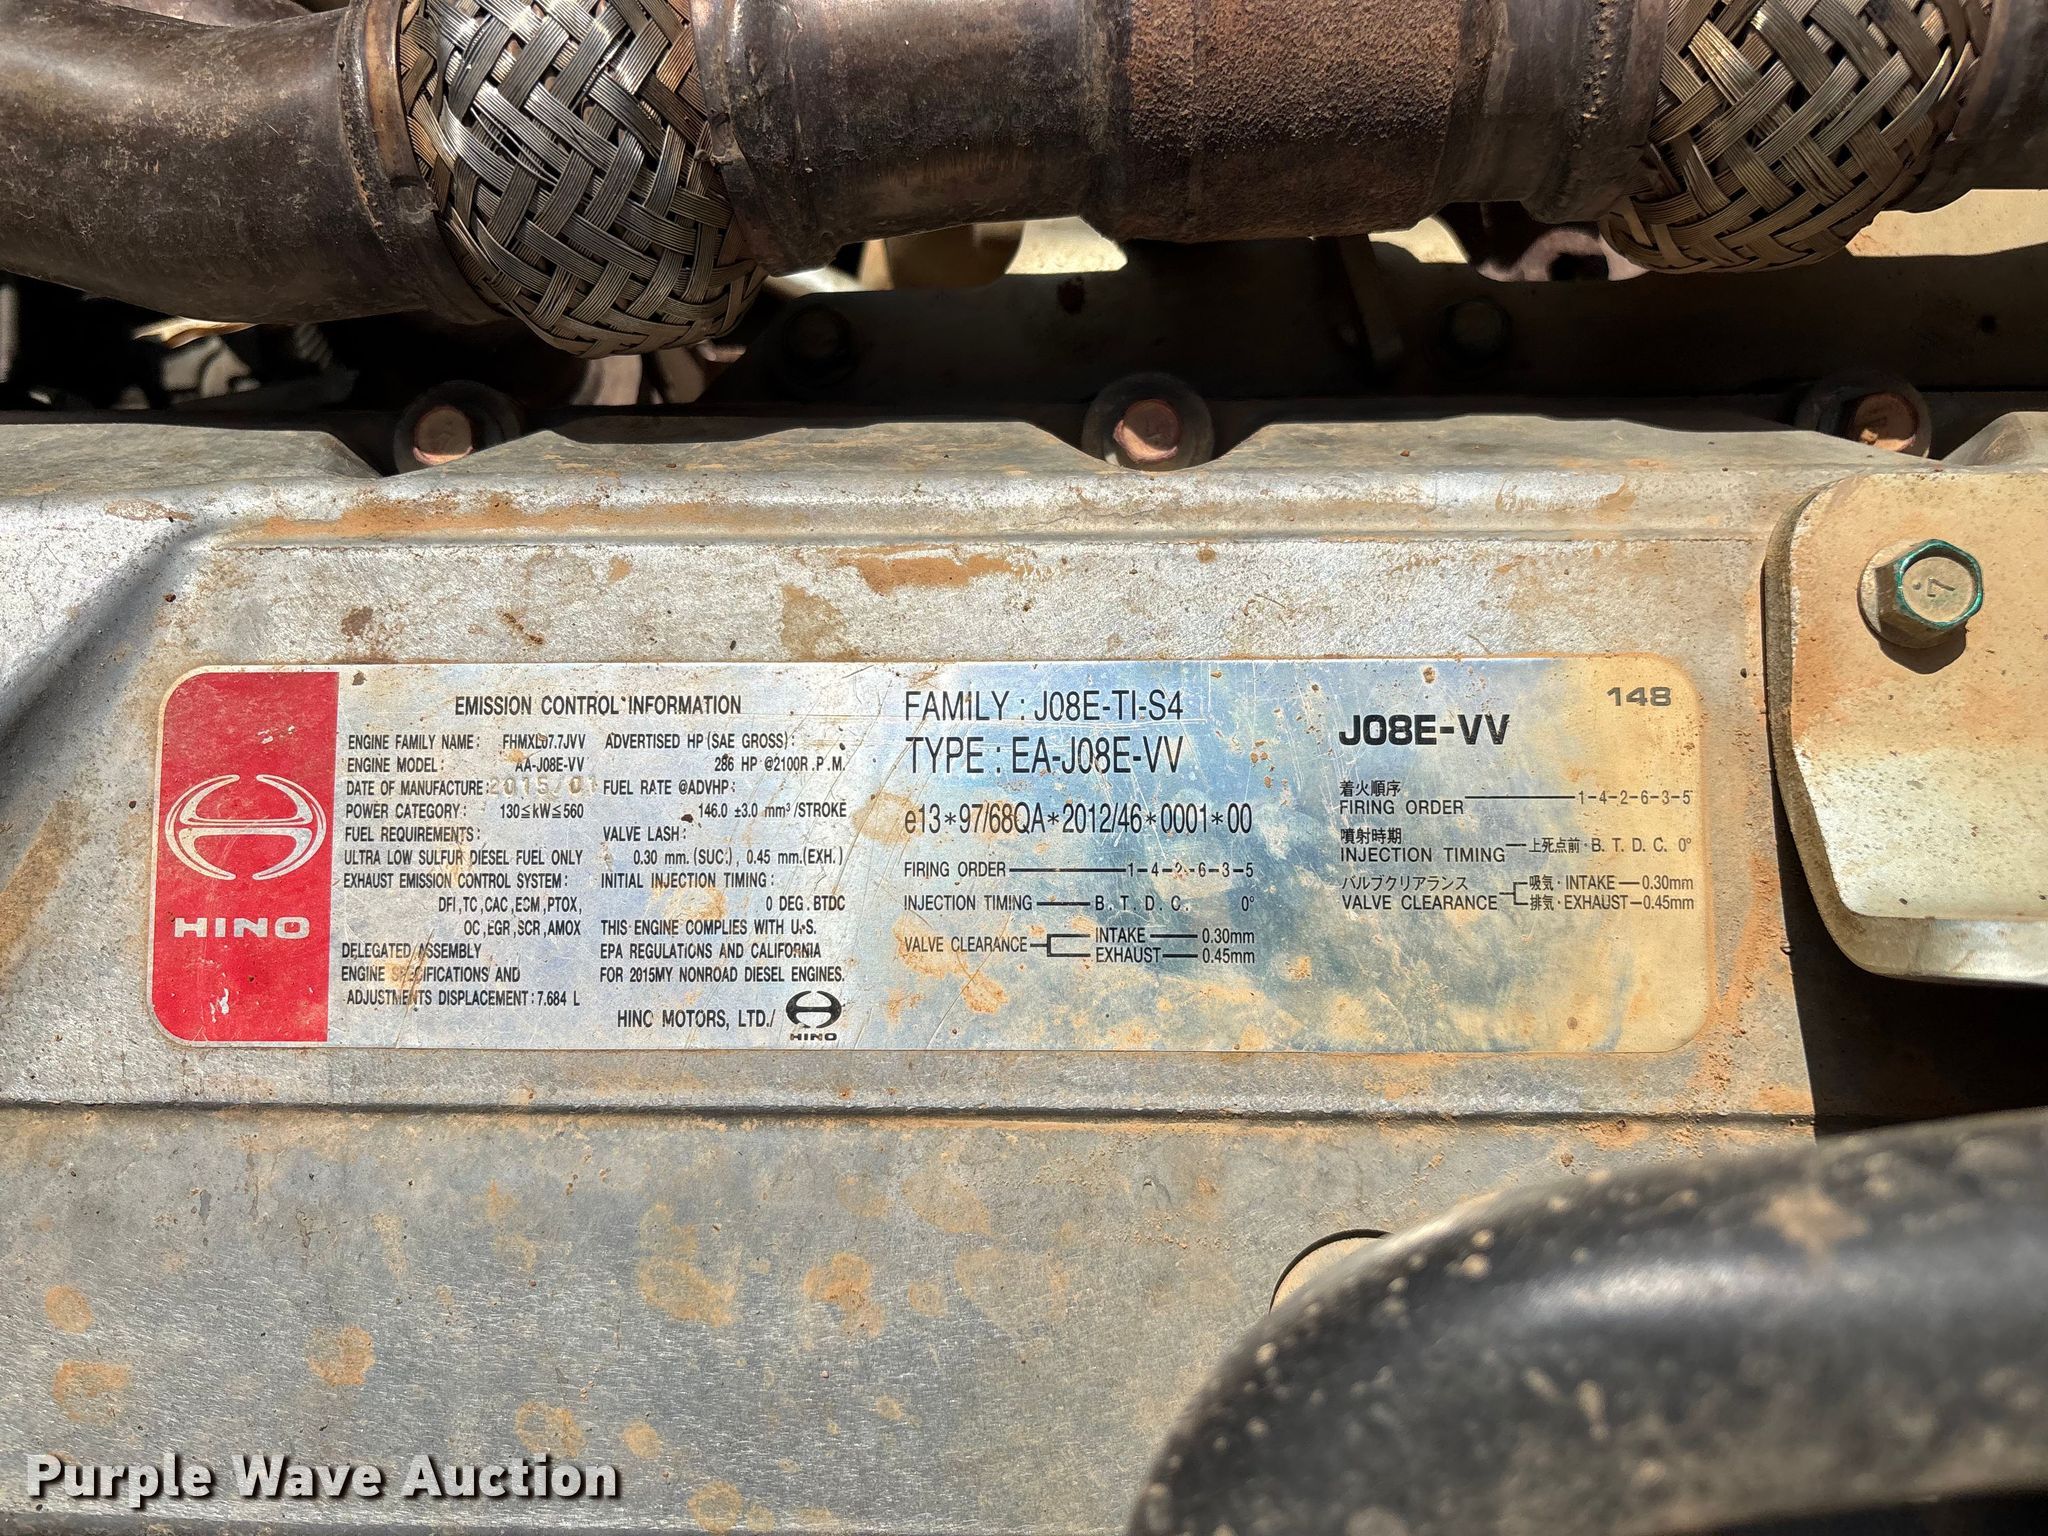 HINO
EMISSION CONTROL INFORMATION
ENGINE FAMILY NAME: FHMXL07.7JVV
ENGINE MODEL: AA-J08E-VV
DATE OF MANUFACTURE: 2015/01
POWER CATEGORY: 130≦kW≦560
FUEL REQUIREMENTS:
ULTRA LOW SULFUR DIESEL FUEL ONLY
EXHAUST EMISSION CONTROL SYSTEM:
DFI,TC,CAC,ECM,PTOX,
OC,EGR,SCR,AMOX
DELEGATED ASSEMBLY
ENGINE SPECIFICATIONS AND
ADJUSTMENTS DISPLACEMENT:7.684 L
ADVERTISED HP(SAE GROSS):
286 HP @2100R.P.M.
FUEL RATE @ADVHP:
146.0 ±3.0 mm³/STROKE
VALVE LASH:
0.30 mm.(SUC.), 0.45 mm.(EXH.)
INITIAL INJECTION TIMING:
0 DEG. BTDC
THIS ENGINE COMPLIES WITH U.S.
EPA REGULATIONS AND CALIFORNIA
FOR 2015MY NONROAD DIESEL ENGINES.
HINO MOTORS, LTD./
HINO
FAMILY : J08E-TI-S4
TYPE : EA-J08E-VV
e13*97/68QA*2012/46*0001*00
FIRING ORDER 1-4-2-6-3-5
INJECTION TIMING B. T. D. C. 0°
VALVE CLEARANCE INTAKE 0.30mm
EXHAUST 0.45mm
148
J08E-VV
着火順序
FIRING ORDER 1-4-2-6-3-5
噴射時期
INJECTION TIMING 上死点前・B. T. D. C. 0°
バルブクリアランス 吸気・INTAKE 0.30mm
VALVE CLEARANCE 排気・EXHAUST 0.45mm
7
Purple Wave Auction